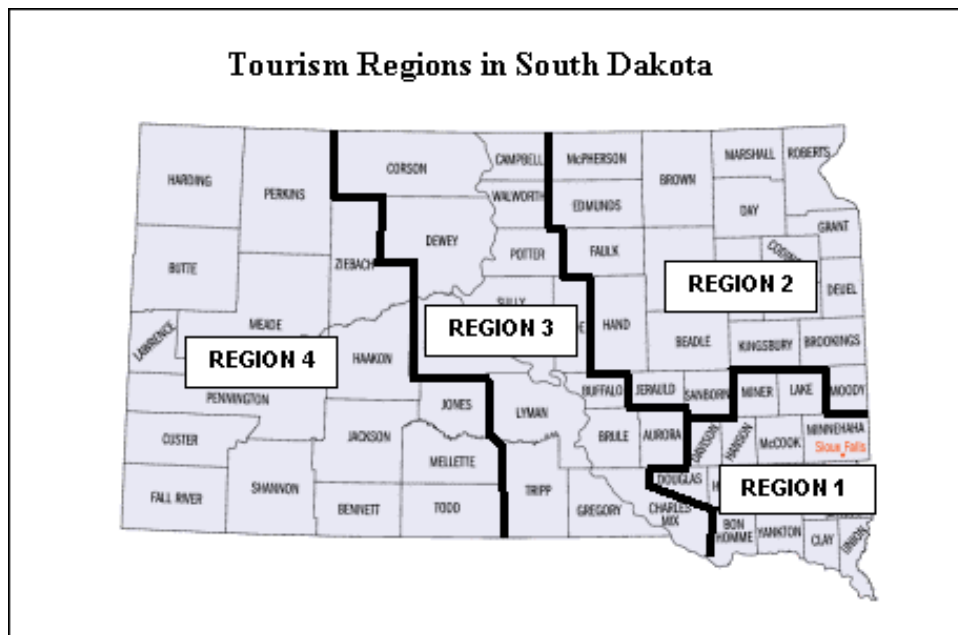 Tourism Regions in South Dakota
CORSON
CAMPBELL
McPHERSON
MARSHALL
ROBERTS
HARDING
PERKINS
BROWN
WALWORTH
EDMUNDS
DAY
GRANT
DEWEY
POTTER
FAULK
BUTTE
ZIEBACH
DEUEL
REGION 2
HAND
MEADE
LAWRENCE
REGION 3
REGION 4
HAAKON
BEADLE
KINGSBURY
BROOKINGS
PENNINGTON
JONES
LYMAN
BUFFALO
JERAULD
SANBORN
MINER
LAKE
MOODY
CUSTER
JACKSON
BRULE
AURORA
DAVISON
HANSON
McCOOK
MINNEHAHA
Sioux Falls
MELLETTE
DOUGLAS
REGION 1
FALL RIVER
SHANNON
BENNETT
TODD
TRIPP
GREGORY
CHARLES
MIX
BON
HOMME
YANKTON
CLAY
UNION